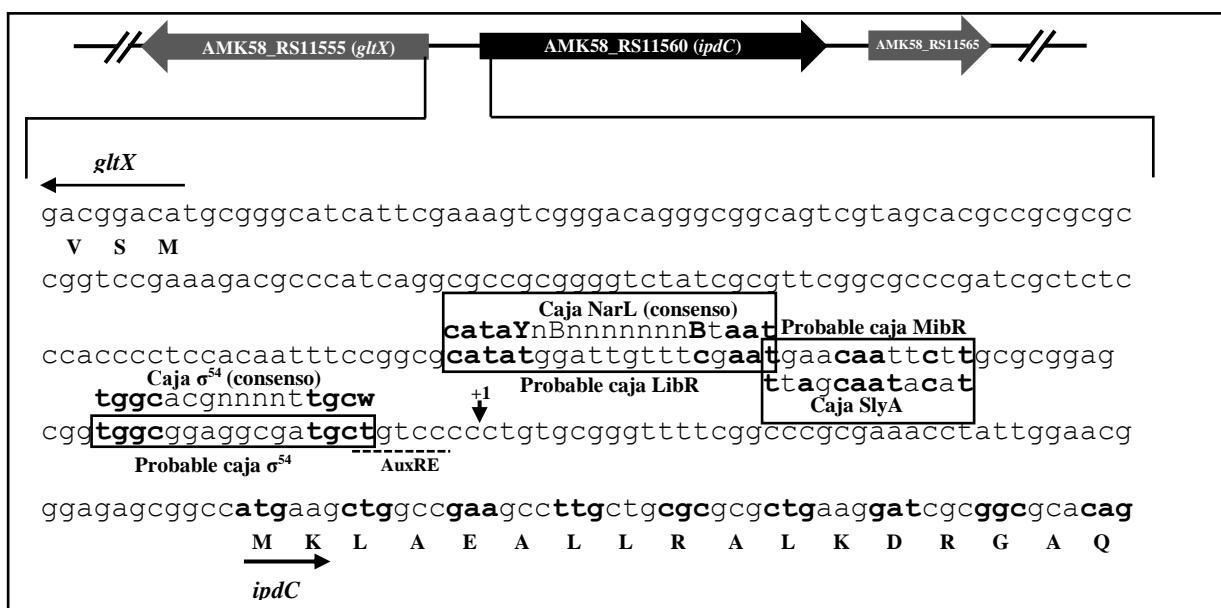 AMK58_RS11555 (gltX) AMK58_RS11560 (ipdC) AMK58_RS11565
gltX
gacggacatgcgggcatcattcgaaagtcgggacagggcggcagtcgtagcacgccgcgcgc
V S M
cggtccgaaagacgcccatcaggcgccgcggggtctatcgcgttcggcgcccgatcgctctc
Caja NarL (consenso)
cataYnBnnnnnnnBtaat Probable caja MibR
ccacccctccacaatttccggcgcatatggattgtttcgaatgaacaattcttgcgcggag
Caja σ⁵⁴ (consenso) Probable caja LibR ttagcaatacat
tggcacgnnnnttgcw +1 Caja SlyA
cggtggcggaggcgatgctgtccccctgtgcgggttttcggcccgcgaaacctattggaacg
Probable caja σ⁵⁴ AuxRE
ggagagcggccatgaagctggccgaagccttgctgcgcgcgctgaaggatcgcggcgcacag
M K L A E A L L R A L K D R G A Q
ipdC